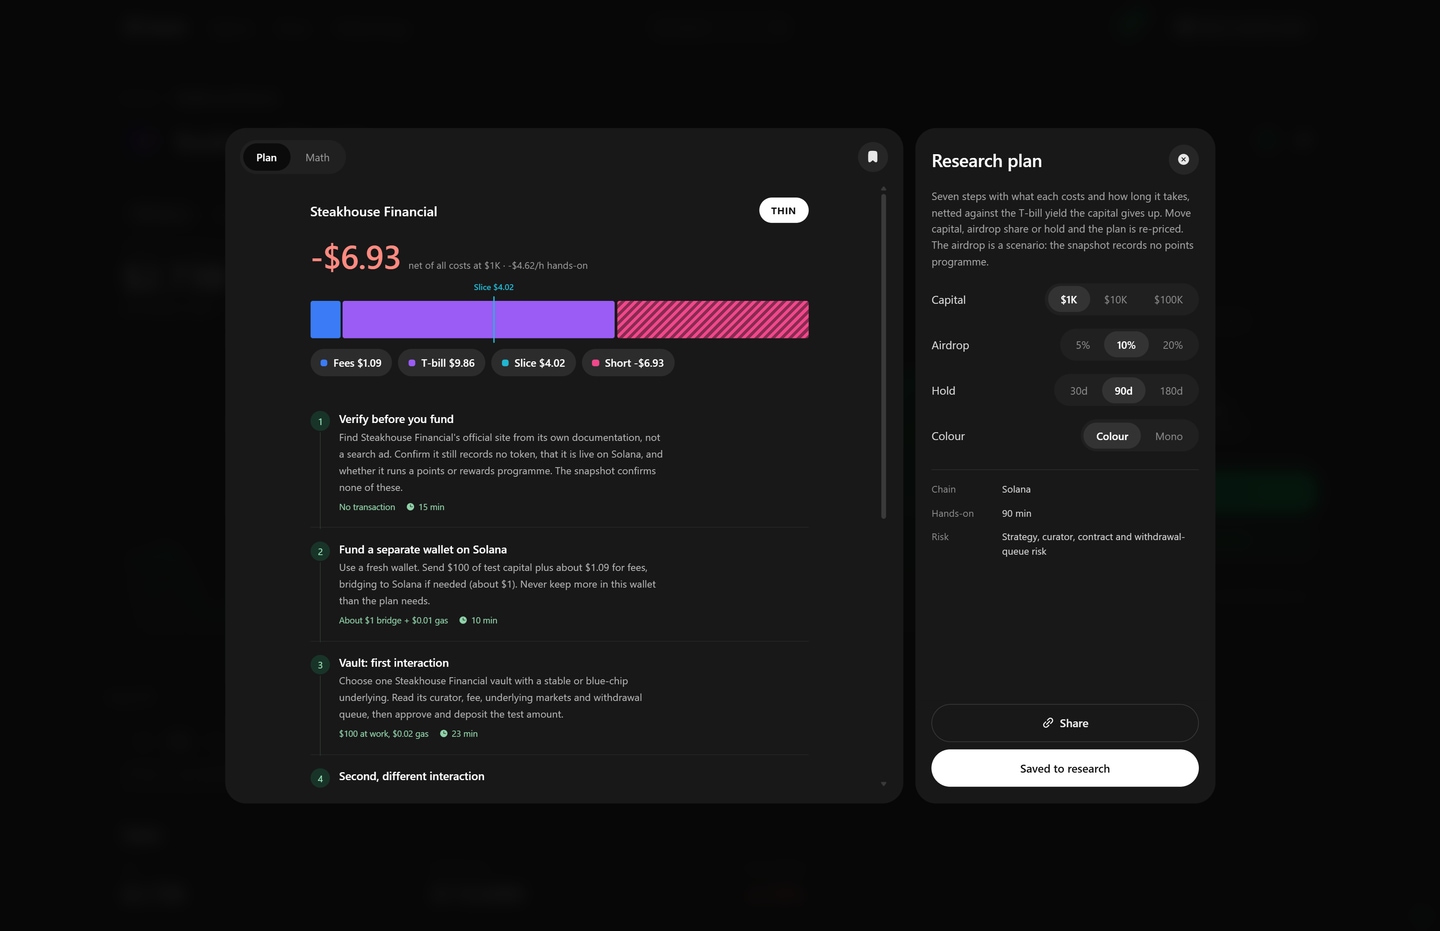 Plan
Math
Steakhouse Financial
THIN
-$6.93 net of all costs at $1K · -$4.62/h hands-on
Slice $4.02
Fees $1.09
T-bill $9.86
Slice $4.02
Short -$6.93
1
Verify before you fund
Find Steakhouse Financial's official site from its own documentation, not
a search ad. Confirm it still records no token, that it is live on Solana, and
whether it runs a points or rewards programme. The snapshot confirms
none of these.
No transaction 15 min
2
Fund a separate wallet on Solana
Use a fresh wallet. Send $100 of test capital plus about $1.09 for fees,
bridging to Solana if needed (about $1). Never keep more in this wallet
than the plan needs.
About $1 bridge + $0.01 gas 10 min
3
Vault: first interaction
Choose one Steakhouse Financial vault with a stable or blue-chip
underlying. Read its curator, fee, underlying markets and withdrawal
queue, then approve and deposit the test amount.
$100 at work, $0.02 gas 23 min
4
Second, different interaction
Research plan
Seven steps with what each costs and how long it takes,
netted against the T-bill yield the capital gives up. Move
capital, airdrop share or hold and the plan is re-priced.
The airdrop is a scenario: the snapshot records no points
programme.
Capital $1K $10K $100K
Airdrop 5% 10% 20%
Hold 30d 90d 180d
Colour Colour Mono
Chain Solana
Hands-on 90 min
Risk Strategy, curator, contract and withdrawal-
queue risk
Share
Saved to research